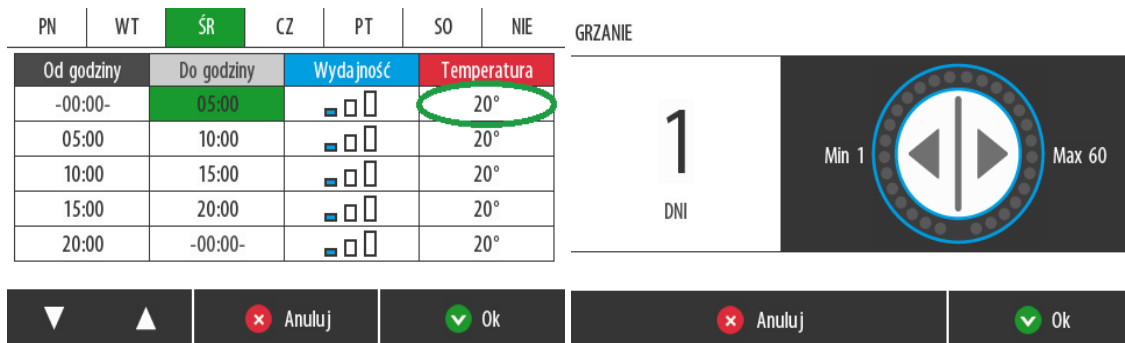 PN WT ŚR CZ PT SO NIE
Od godziny Do godziny Wydajność Temperatura
-00:00- 05:00 20°
05:00 10:00 20°
10:00 15:00 20°
15:00 20:00 20°
20:00 -00:00- 20°
Anuluj Ok
GRZANIE
1
DNI
Min 1 Max 60
Anuluj Ok